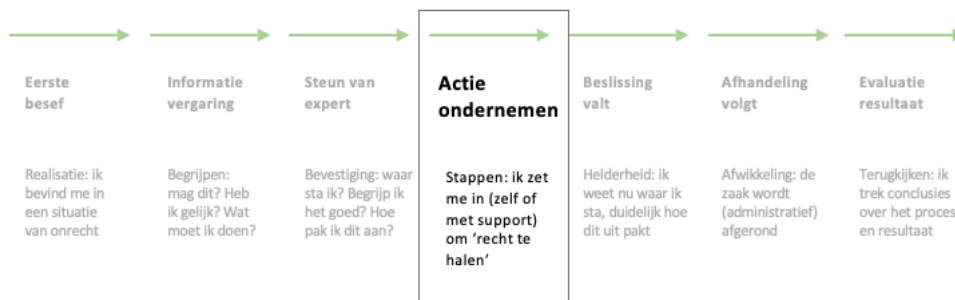 Eerste
besef
Realisatie: ik
bevind me in
een situatie
van onrecht
Informatie
vergaring
Begrijpen:
mag dit? Heb
ik gelijk? Wat
moet ik doen?
Steun van
expert
Bevestiging: waar
sta ik? Begrijp ik
het goed? Hoe
pak ik dit aan?
Actie
ondernemen
Stappen: ik zet
me in (zelf of
met support)
om ‘recht te
halen’
Beslissing
valt
Helderheid: ik
weet nu waar ik
sta, duidelijk hoe
dit uit pakt
Afhandeling
volgt
Afwikkeling: de
zaak wordt
(administratief)
afgerond
Evaluatie
resultaat
Terugkijken: ik
trek conclusies
over het proces
en resultaat